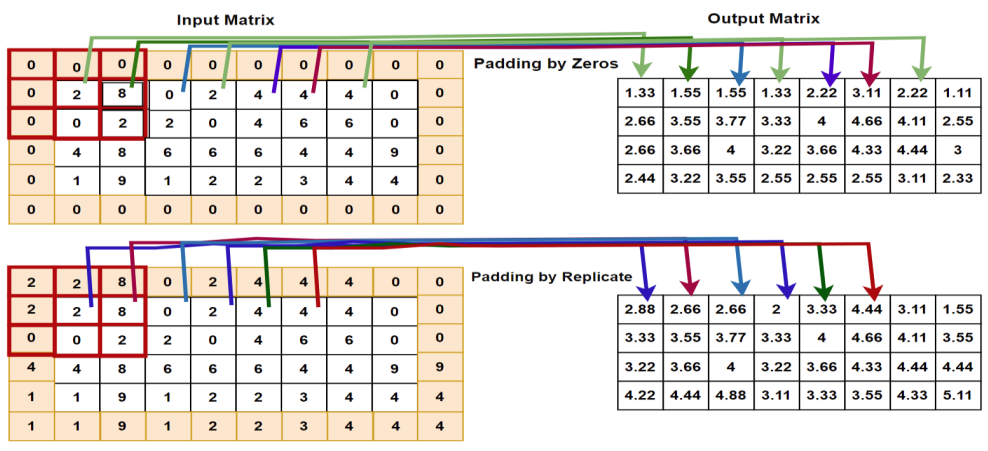 Input Matrix
Output Matrix
0 0 0 0 0 0 0 0 0 0
Padding by Zeros
0 2 8 0 2 4 4 4 0 0
1.33 1.55 1.55 1.33 2.22 3.11 2.22 1.11
0 0 2 2 0 4 6 6 0 0
2.66 3.55 3.77 3.33 4 4.66 4.11 2.55
0 4 8 6 6 6 4 4 9 0
2.66 3.66 4 3.22 3.66 4.33 4.44 3
0 1 9 1 2 2 3 4 4 0
2.44 3.22 3.55 2.55 2.55 2.55 3.11 2.33
0 0 0 0 0 0 0 0 0 0
2 2 8 0 2 4 4 4 0 0
Padding by Replicate
2 2 8 0 2 4 4 4 0 0
2.88 2.66 2.66 2 3.33 4.44 3.11 1.55
0 0 2 2 0 4 6 6 0 0
3.33 3.55 3.77 3.33 4 4.66 4.11 3.55
4 4 8 6 6 6 4 4 9 9
3.22 3.66 4 3.22 3.66 4.33 4.44 4.44
1 1 9 1 2 2 3 4 4 4
4.22 4.44 4.88 3.11 3.33 3.55 4.33 5.11
1 1 9 1 2 2 3 4 4 4